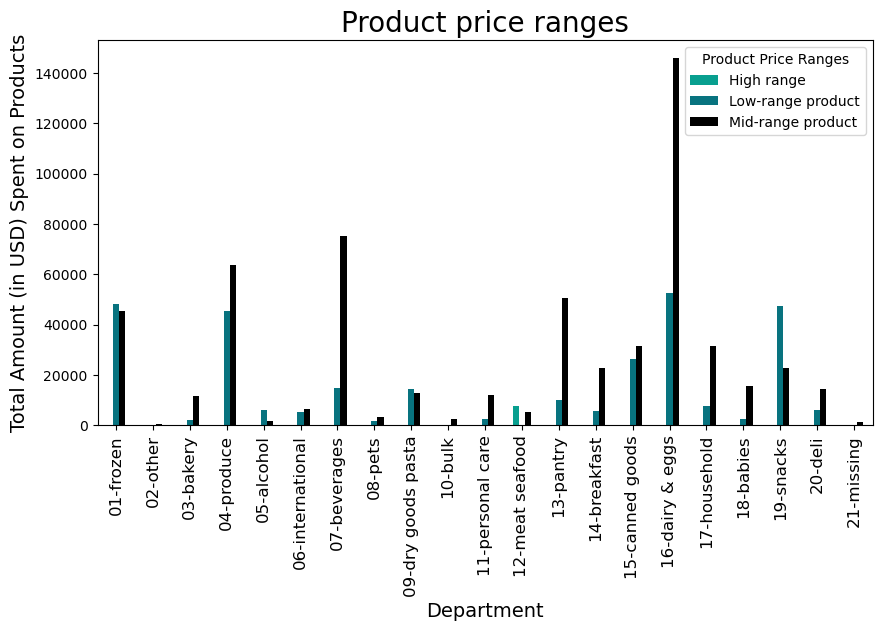 Product price ranges
Total Amount (in USD) Spent on Products
140000
120000
100000
80000
60000
40000
20000
0
Product Price Ranges
High range
Low-range product
Mid-range product
01-frozen
02-other
03-bakery
04-produce
05-alcohol
06-international
07-beverages
08-pets
09-dry goods pasta
10-bulk
11-personal care
12-meat seafood
13-pantry
14-breakfast
15-canned goods
16-dairy & eggs
17-household
18-babies
19-snacks
20-deli
21-missing
Department